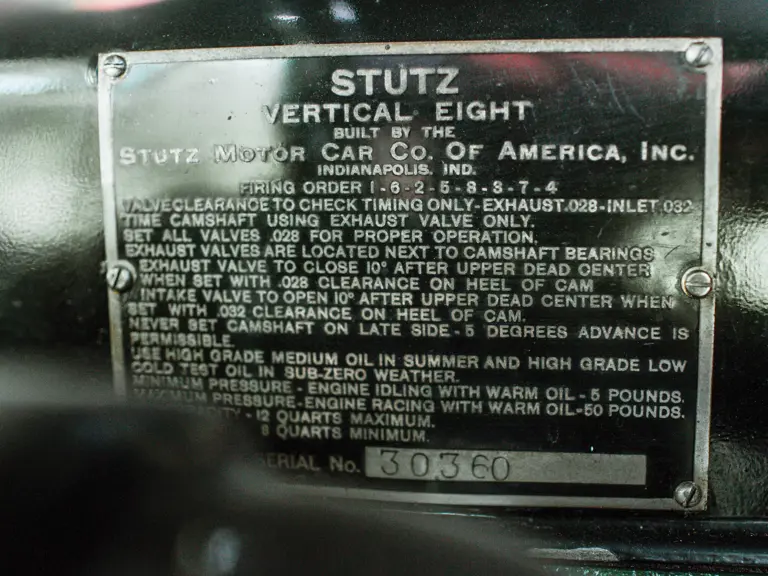 STUTZ
VERTICAL EIGHT
BUILT BY THE
STUTZ MOTOR CAR CO. OF AMERICA, INC.
INDIANAPOLIS. IND.
FIRING ORDER 1-6-2-5-8-3-7-4
VALVE CLEARANCE TO CHECK TIMING ONLY-EXHAUST.028-INLET.032
TIME CAMSHAFT USING EXHAUST VALVE ONLY.
SET ALL VALVES .028 FOR PROPER OPERATION.
EXHAUST VALVES ARE LOCATED NEXT TO CAMSHAFT BEARINGS
EXHAUST VALVE TO CLOSE 10° AFTER UPPER DEAD CENTER
WHEN SET WITH .028 CLEARANCE ON HEEL OF CAM
INTAKE VALVE TO OPEN 10° AFTER UPPER DEAD CENTER WHEN
SET WITH .032 CLEARANCE ON HEEL OF CAM.
NEVER SET CAMSHAFT ON LATE SIDE-5 DEGREES ADVANCE IS
PERMISSIBLE.
USE HIGH GRADE MEDIUM OIL IN SUMMER AND HIGH GRADE LOW
COLD TEST OIL IN SUB-ZERO WEATHER.
MINIMUM PRESSURE-ENGINE IDLING WITH WARM OIL-5 POUNDS.
MAXIMUM PRESSURE-ENGINE RACING WITH WARM OIL-50 POUNDS.
- 12 QUARTS MAXIMUM.
8 QUARTS MINIMUM.
SERIAL No. 30360